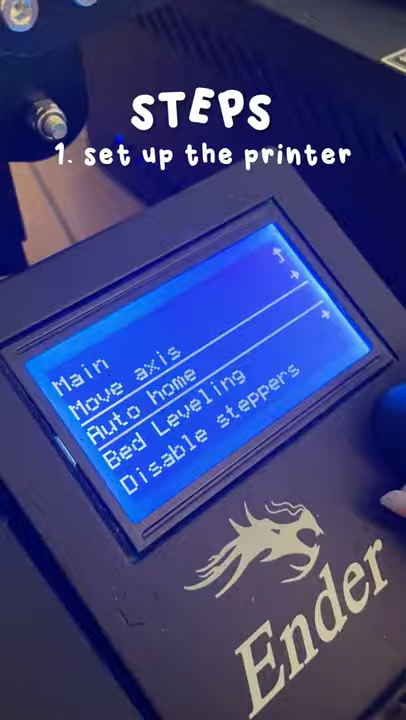 STEPS
1. set up the printer
Main
Move axis
Auto home
Bed Leveling
Disable steppers
Ender